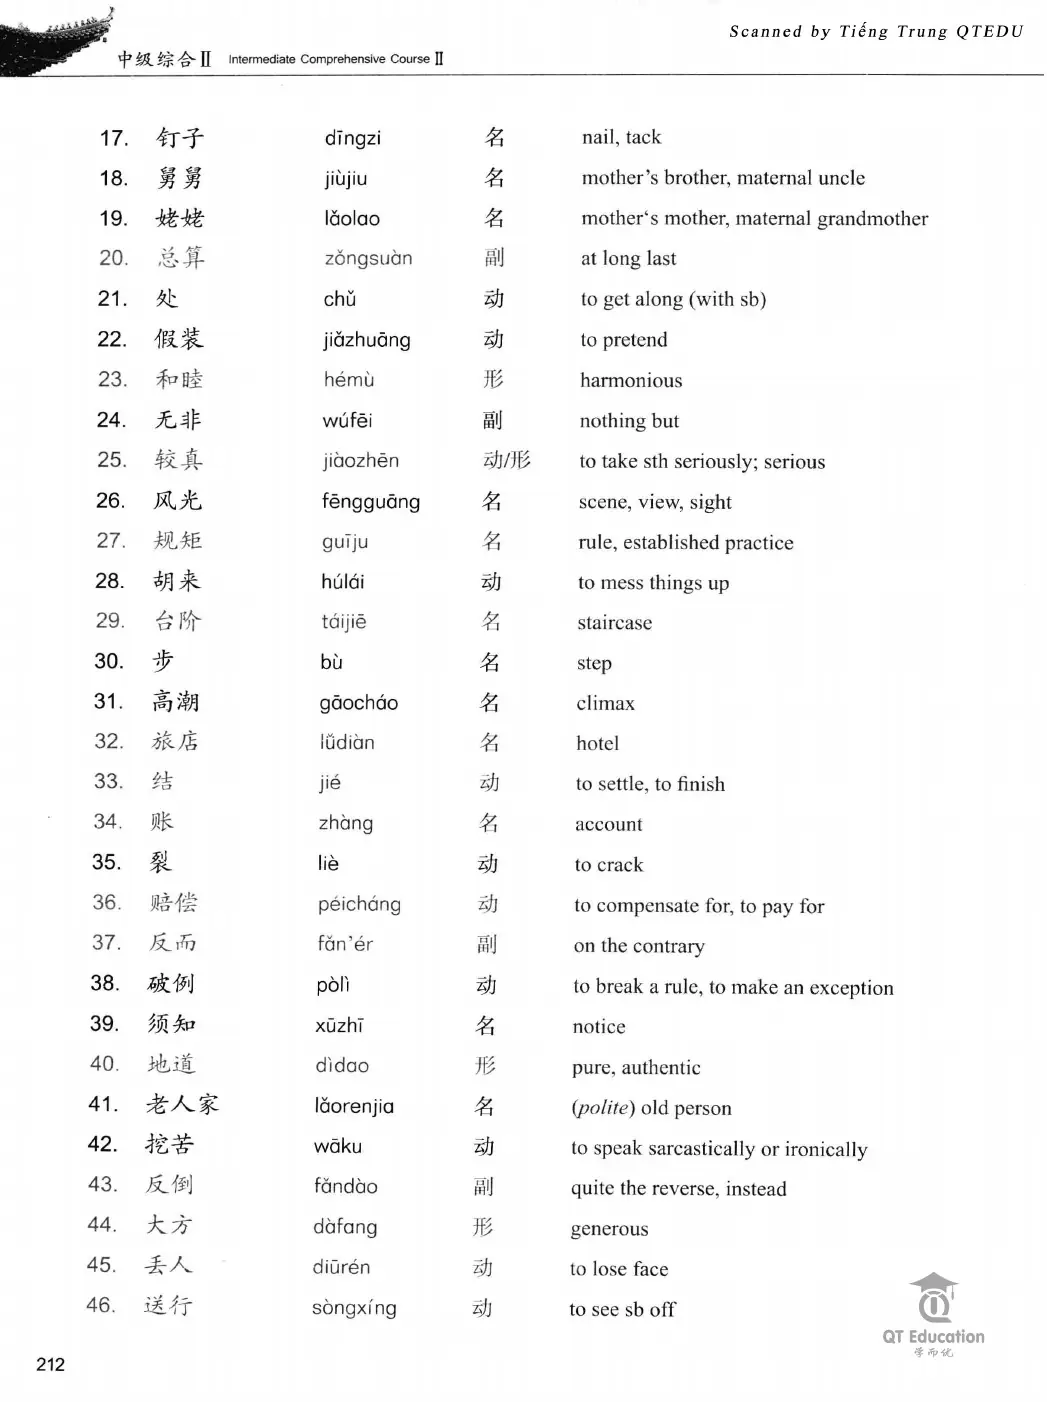 Scanned by Tiếng Trung QTEDU
中级综合Ⅱ Intermediate Comprehensive Course Ⅱ
17. 钉子 dīngzi 名 nail, tack
18. 舅舅 jiùjiu 名 mother's brother, maternal uncle
19. 姥姥 lǎolao 名 mother‘s mother, maternal grandmother
20. 总算 zǒngsuàn 副 at long last
21. 处 chǔ 动 to get along (with sb)
22. 假装 jiǎzhuāng 动 to pretend
23. 和睦 hémù 形 harmonious
24. 无非 wúfēi 副 nothing but
25. 较真 jiàozhēn 动/形 to take sth seriously; serious
26. 风光 fēngguāng 名 scene, view, sight
27. 规矩 guīju 名 rule, established practice
28. 胡来 húlái 动 to mess things up
29. 台阶 táijiē 名 staircase
30. 步 bù 名 step
31. 高潮 gāocháo 名 climax
32. 旅店 lǚdiàn 名 hotel
33. 结 jié 动 to settle, to finish
34. 账 zhàng 名 account
35. 裂 liè 动 to crack
36. 赔偿 péicháng 动 to compensate for, to pay for
37. 反而 fǎn'ér 副 on the contrary
38. 破例 pòlì 动 to break a rule, to make an exception
39. 须知 xūzhī 名 notice
40. 地道 dìdao 形 pure, authentic
41. 老人家 lǎorenjia 名 (polite) old person
42. 挖苦 wāku 动 to speak sarcastically or ironically
43. 反倒 fǎndào 副 quite the reverse, instead
44. 大方 dàfang 形 generous
45. 丢人 diūrén 动 to lose face
46. 送行 sòngxíng 动 to see sb off
QT Education
学而优
212